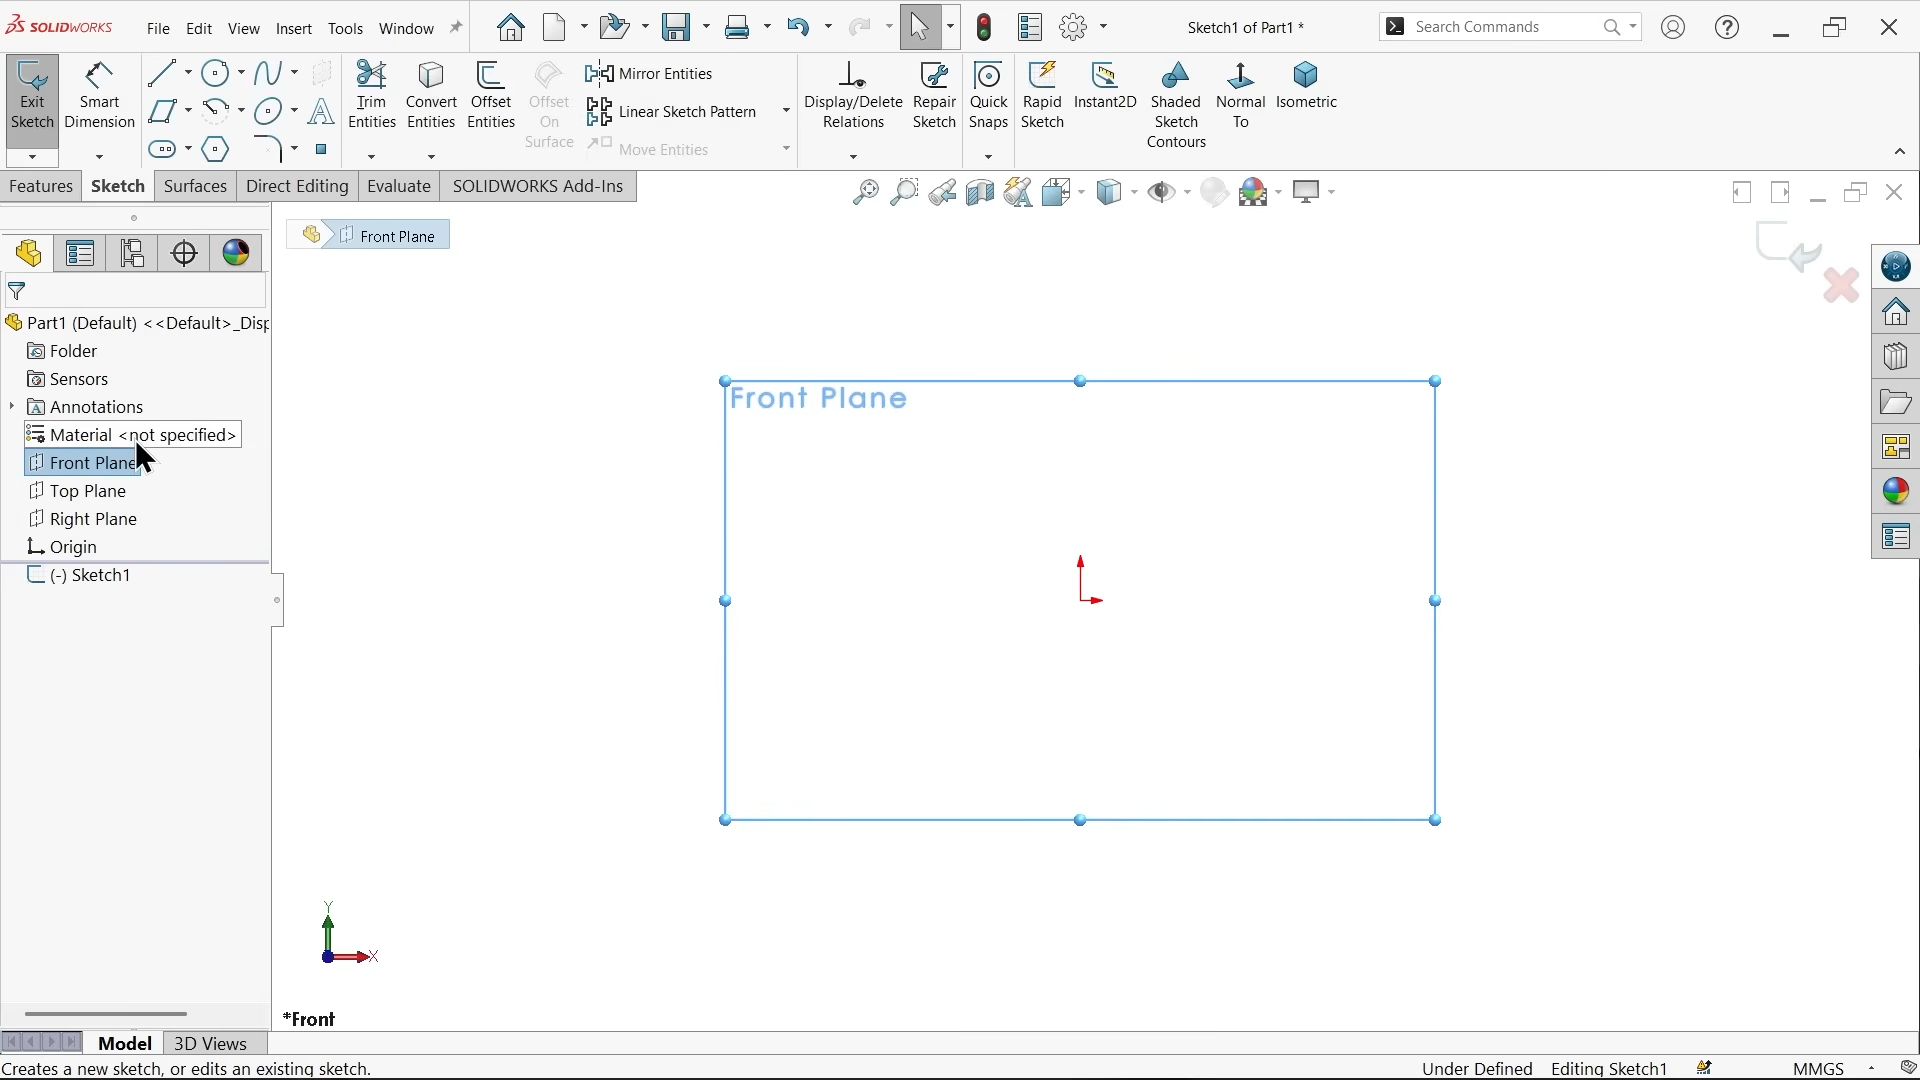 SOLIDWORKS File Edit View Insert Tools Window Sketch1 of Part1 * Search Commands
Exit Sketch
Smart Dimension
Trim Entities
Convert Entities
Offset Entities
Offset On Surface
Mirror Entities
Linear Sketch Pattern
Move Entities
Display/Delete Relations
Repair Sketch
Quick Snaps
Rapid Sketch
Instant2D
Shaded Sketch Contours
Normal To
Isometric
Features Sketch Surfaces Direct Editing Evaluate SOLIDWORKS Add-Ins
Front Plane
Part1 (Default) <<Default>_Disp
Folder
Sensors
Annotations
Material <not specified>
Front Plane
Top Plane
Right Plane
Origin
(-) Sketch1
Front Plane
Y
X
*Front
Model 3D Views
Creates a new sketch, or edits an existing sketch. Under Defined Editing Sketch1 MMGS